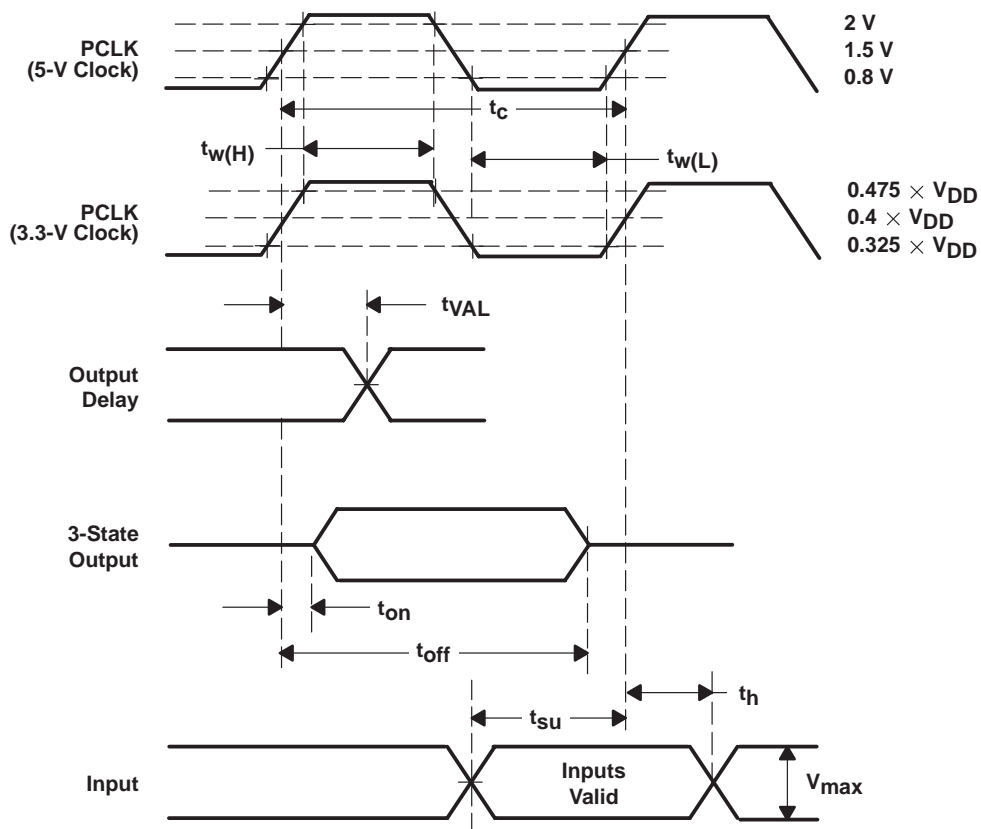 PCLK
(5-V Clock)
2 V
1.5 V
0.8 V
tc
tw(H)
tw(L)
PCLK
(3.3-V Clock)
0.475 × VDD
0.4 × VDD
0.325 × VDD
tVAL
Output
Delay
3-State
Output
ton
toff
th
tsu
Input
Inputs
Valid
Vmax